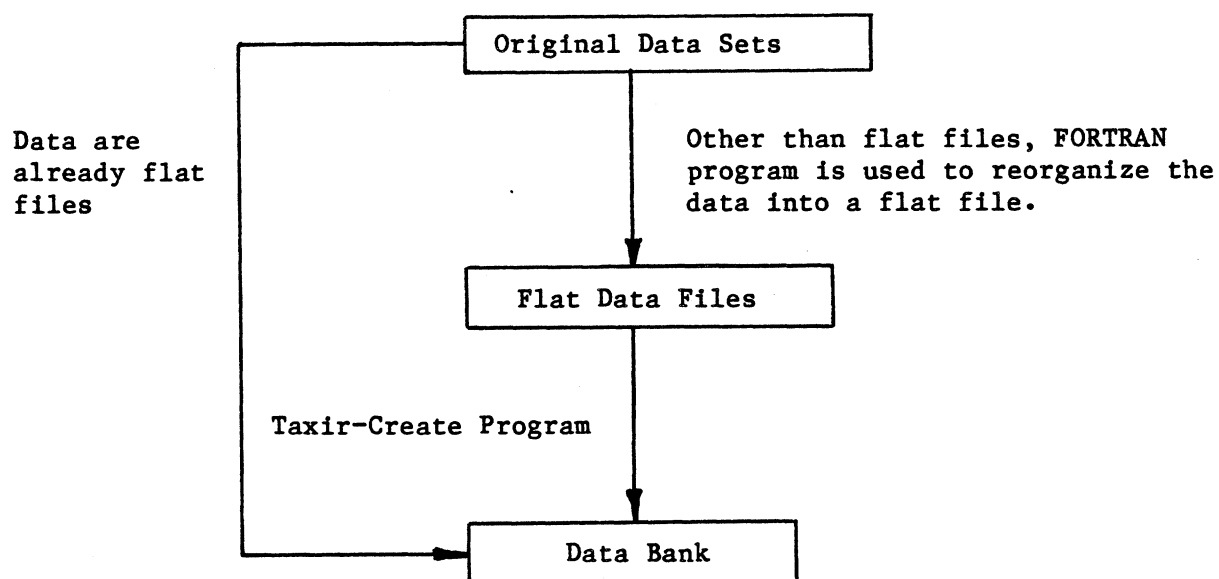 Original Data Sets
Data are
already flat
files
Other than flat files, FORTRAN
program is used to reorganize the
data into a flat file.
Flat Data Files
Taxir-Create Program
Data Bank